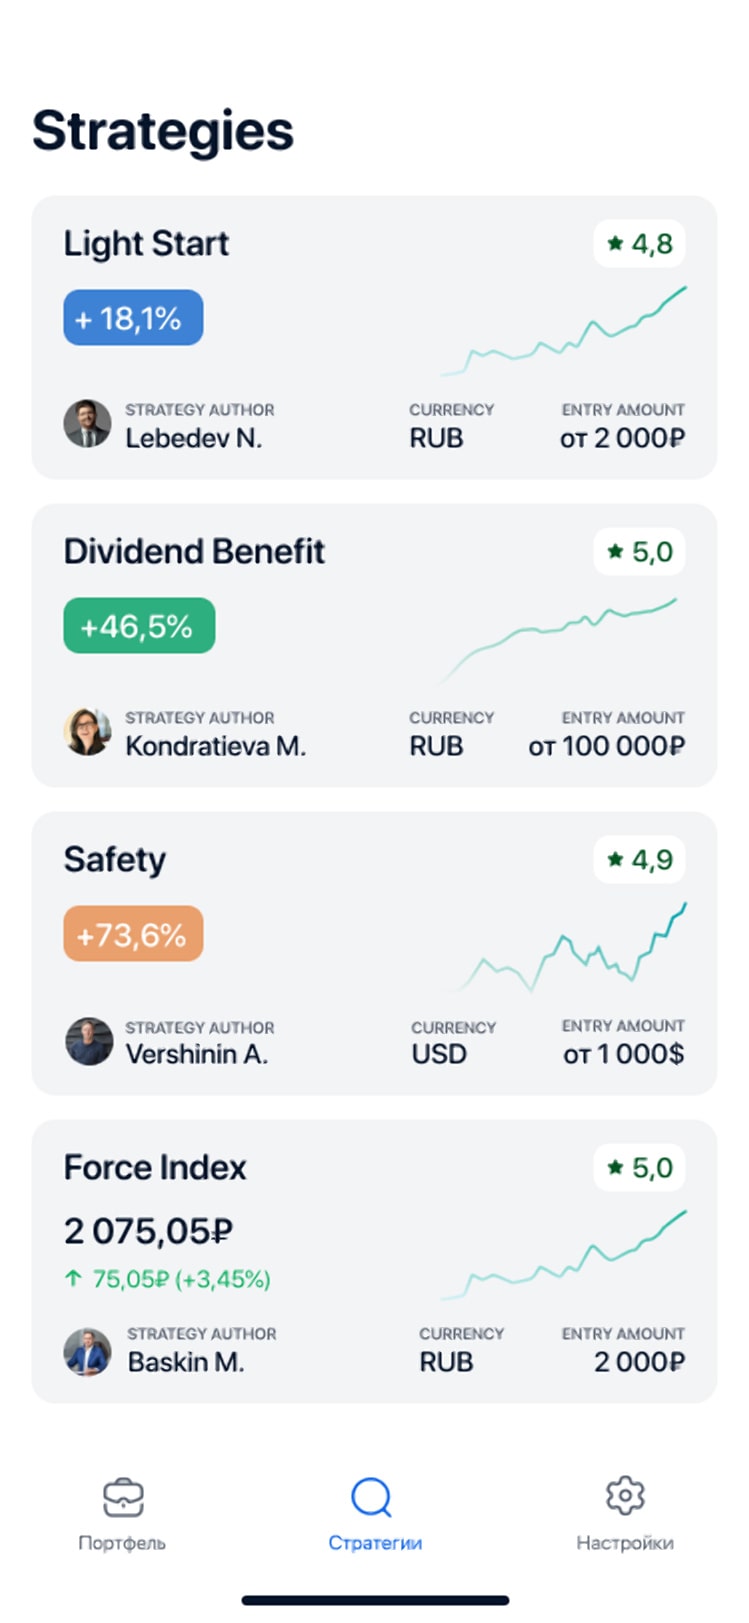 Strategies
Light Start
4,8
+ 18,1%
STRATEGY AUTHOR
CURRENCY
ENTRY AMOUNT
Lebedev N.
RUB
от 2 000₽
Dividend Benefit
5,0
+46,5%
STRATEGY AUTHOR
CURRENCY
ENTRY AMOUNT
Kondratieva M.
RUB
от 100 000₽
Safety
4,9
+73,6%
STRATEGY AUTHOR
CURRENCY
ENTRY AMOUNT
Vershinin A.
USD
от 1 000$
Force Index
5,0
2 075,05₽
↑ 75,05₽ (+3,45%)
STRATEGY AUTHOR
CURRENCY
ENTRY AMOUNT
Baskin M.
RUB
2 000₽
Портфель
Стратегии
Настройки